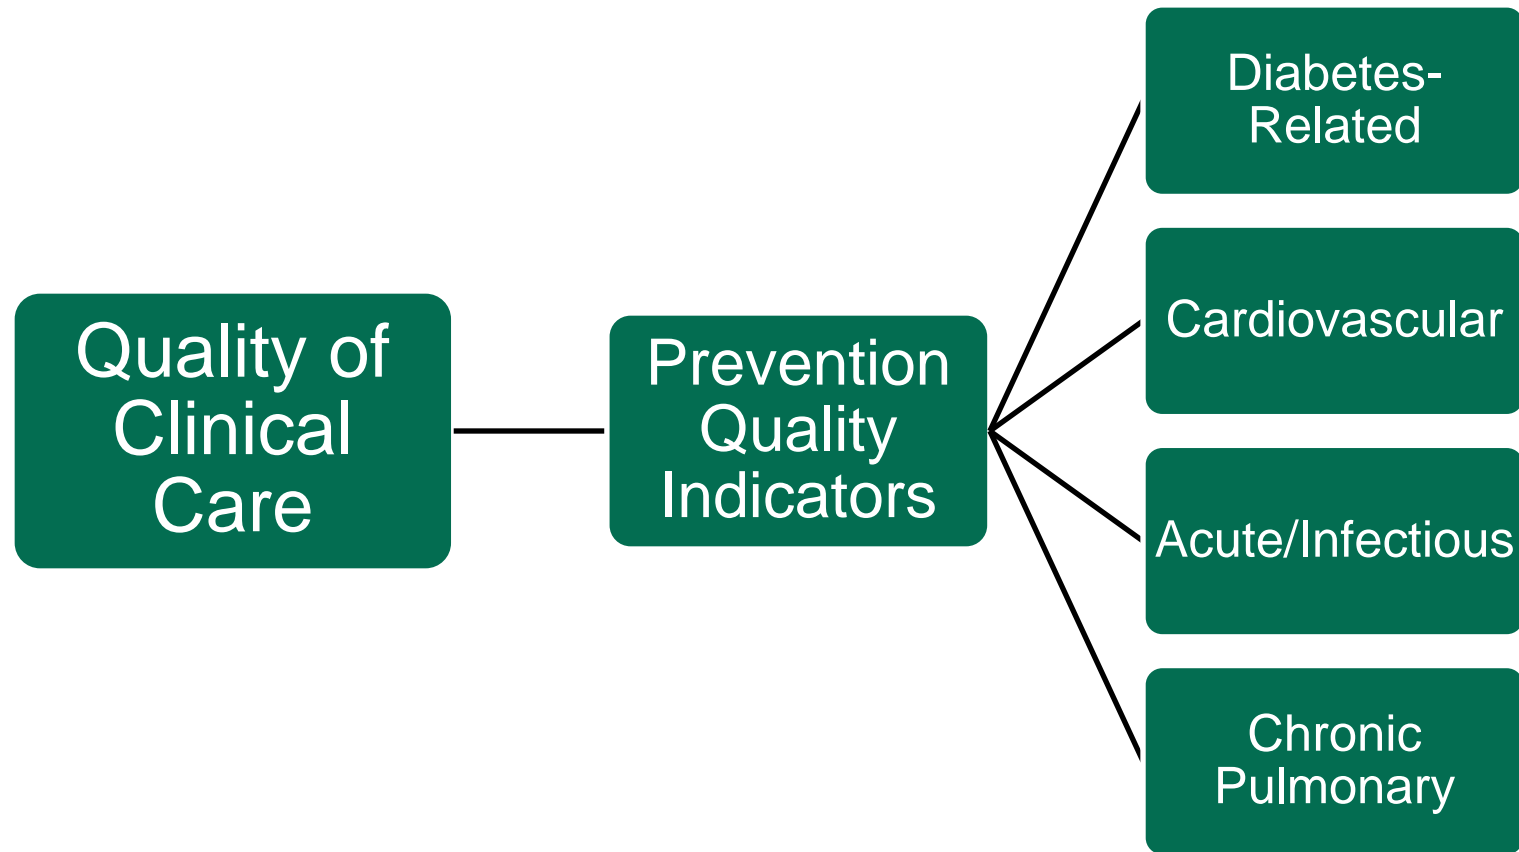 Quality of
Clinical
Care
Prevention
Quality
Indicators
Diabetes-
Related
Cardiovascular
Acute/Infectious
Chronic
Pulmonary